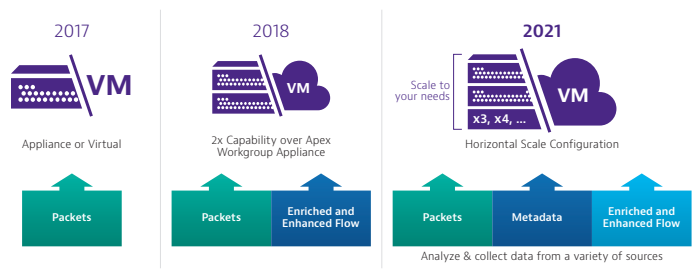 2017
VM
Appliance or Virtual
Packets
2018
VM
2x Capability over Apex
Workgroup Appliance
Packets
Enriched and
Enhanced Flow
2021
Scale to
your needs
x3, x4, ...
VM
Horizontal Scale Configuration
Packets
Metadata
Enriched and
Enhanced Flow
Analyze & collect data from a variety of sources